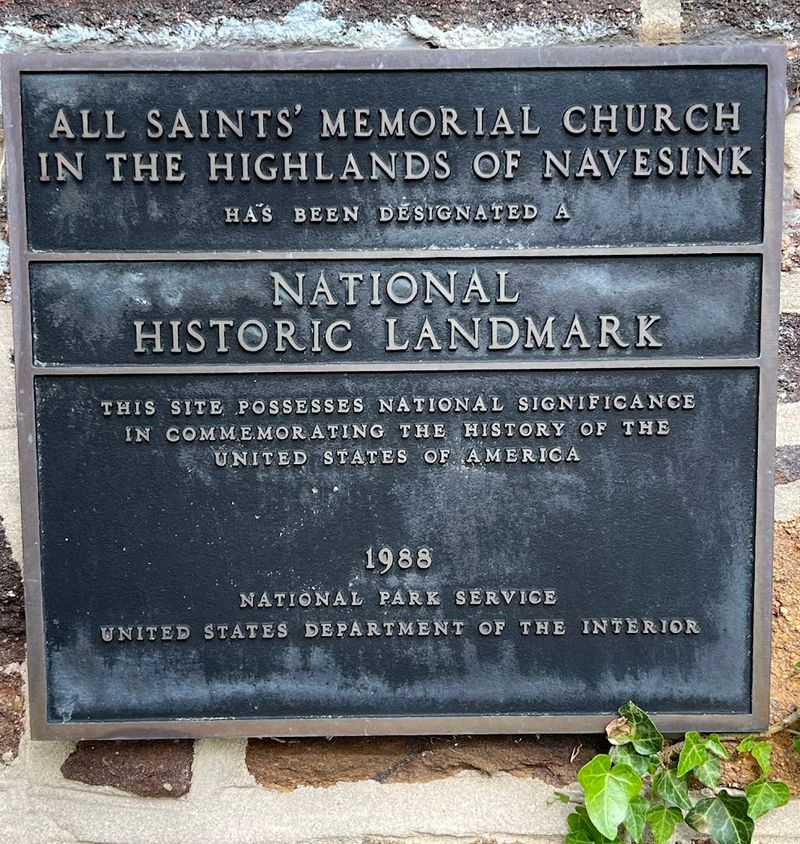 ALL SAINTS' MEMORIAL CHURCH
IN THE HIGHLANDS OF NAVESINK
HAS BEEN DESIGNATED A
NATIONAL
HISTORIC LANDMARK
THIS SITE POSSESSES NATIONAL SIGNIFICANCE
IN COMMEMORATING THE HISTORY OF THE
UNITED STATES OF AMERICA
1988
NATIONAL PARK SERVICE
UNITED STATES DEPARTMENT OF THE INTERIOR